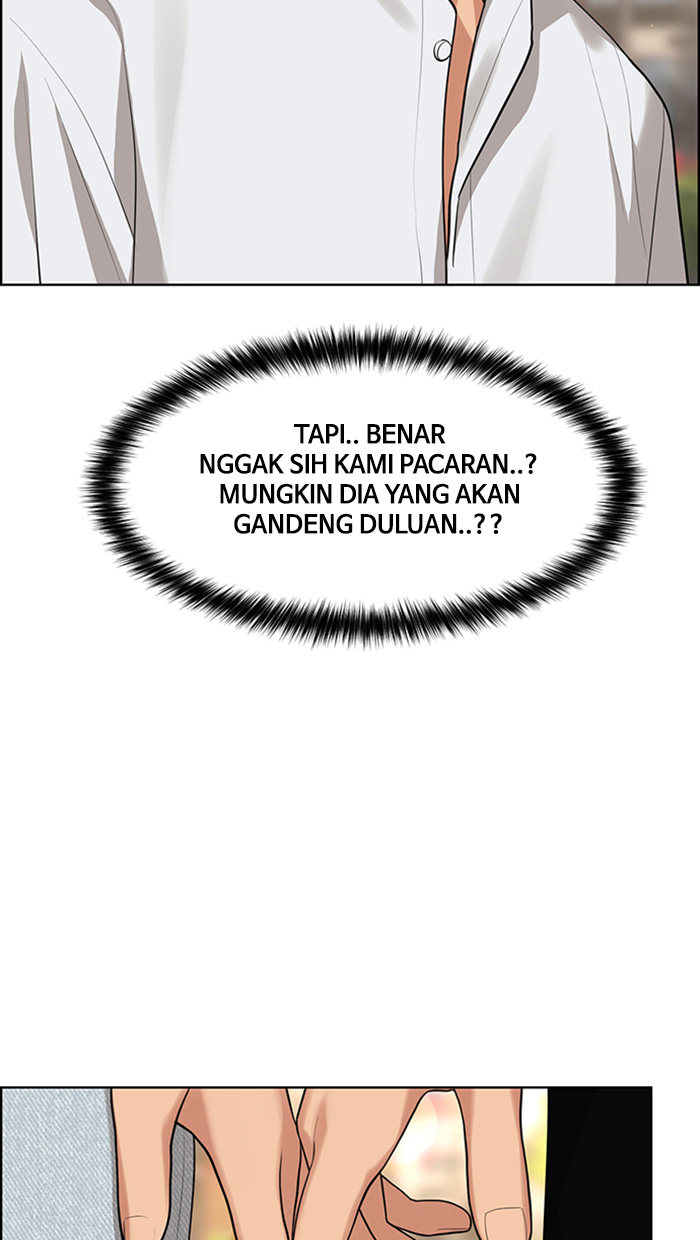 TAPI.. BENAR
NGGAK SIH KAMI PACARAN..?
MUNGKIN DIA YANG AKAN
GANDENG DULUAN..??